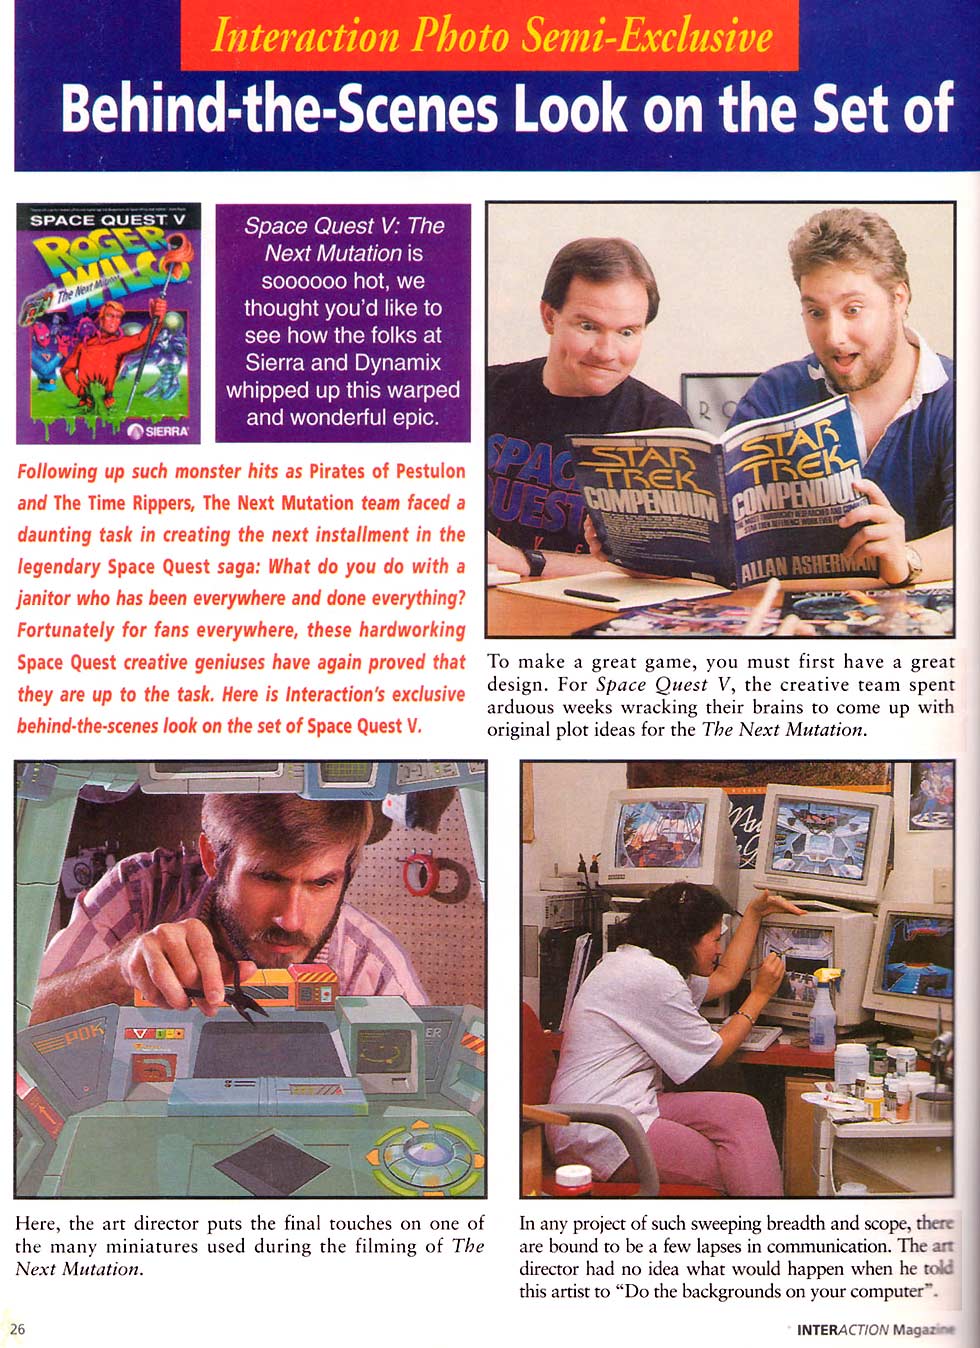 Interaction Photo Semi-Exclusive
Behind-the-Scenes Look on the Set of
SPACE QUEST V
ROGER
WILCO
The Next Mutation
SIERRA
Space Quest V: The
Next Mutation is
soooooo hot, we
thought you'd like to
see how the folks at
Sierra and Dynamix
whipped up this warped
and wonderful epic.
Following up such monster hits as Pirates of Pestulon
and The Time Rippers, The Next Mutation team faced a
daunting task in creating the next installment in the
legendary Space Quest saga: What do you do with a
janitor who has been everywhere and done everything?
Fortunately for fans everywhere, these hardworking
Space Quest creative geniuses have again proved that
they are up to the task. Here is Interaction's exclusive
behind-the-scenes look on the set of Space Quest V.
SPAC
QUEST
STAR
TREK
COMPENDIUM
THE
STAR
TREK
COMPENDIUM
ALLAN ASHERMAN
To make a great game, you must first have a great
design. For Space Quest V, the creative team spent
arduous weeks wracking their brains to come up with
original plot ideas for the The Next Mutation.
PDK
ER
Here, the art director puts the final touches on one of
the many miniatures used during the filming of The
Next Mutation.
In any project of such sweeping breadth and scope, there
are bound to be a few lapses in communication. The art
director had no idea what would happen when he told
this artist to “Do the backgrounds on your computer”.
26
INTERACTION Magazine